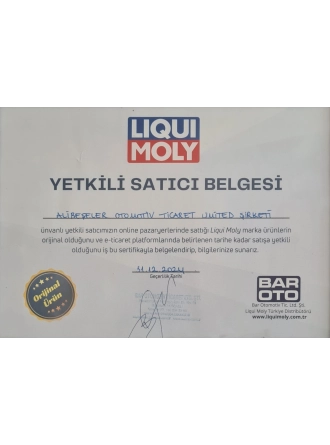 LIQUI
MOLY
YETKİLİ SATICI BELGESİ
ALİBEŞELER OTOMOTİV TİCARET LİMİTED ŞİRKETİ
ünvanlı yetkili satıcımızın online pazaryerlerinde sattığı Liqui Moly marka ürünlerin
orijinal olduğunu ve e-ticaret platformlarında belirlenen tarihe kadar satışa yetkili
olduğunu iş bu sertifikayla belgelendirip, bilgilerinize sunarız.
31.12.2024
Geçerlilik Tarihi
Orijinal
Ürün
BAR
OTO
Bar Otomotiv Tic. Ltd. Şti.
Liqui Moly Türkiye Distribütörü
www.liquimoly.com.tr